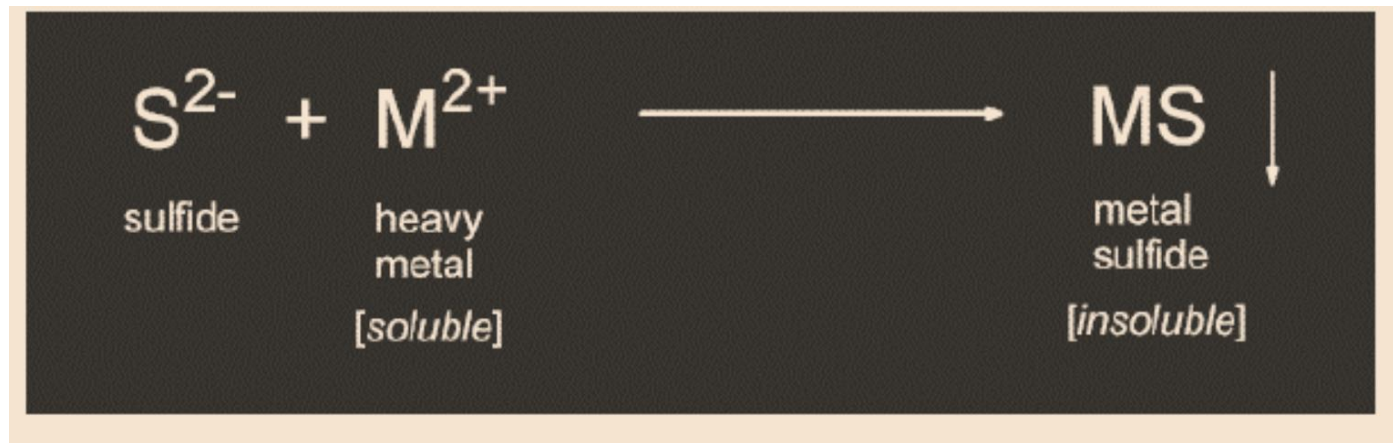 S²⁻ + M²⁺ ⟶ MS ↓
sulfide heavy metal
metal sulfide
[soluble] [insoluble]